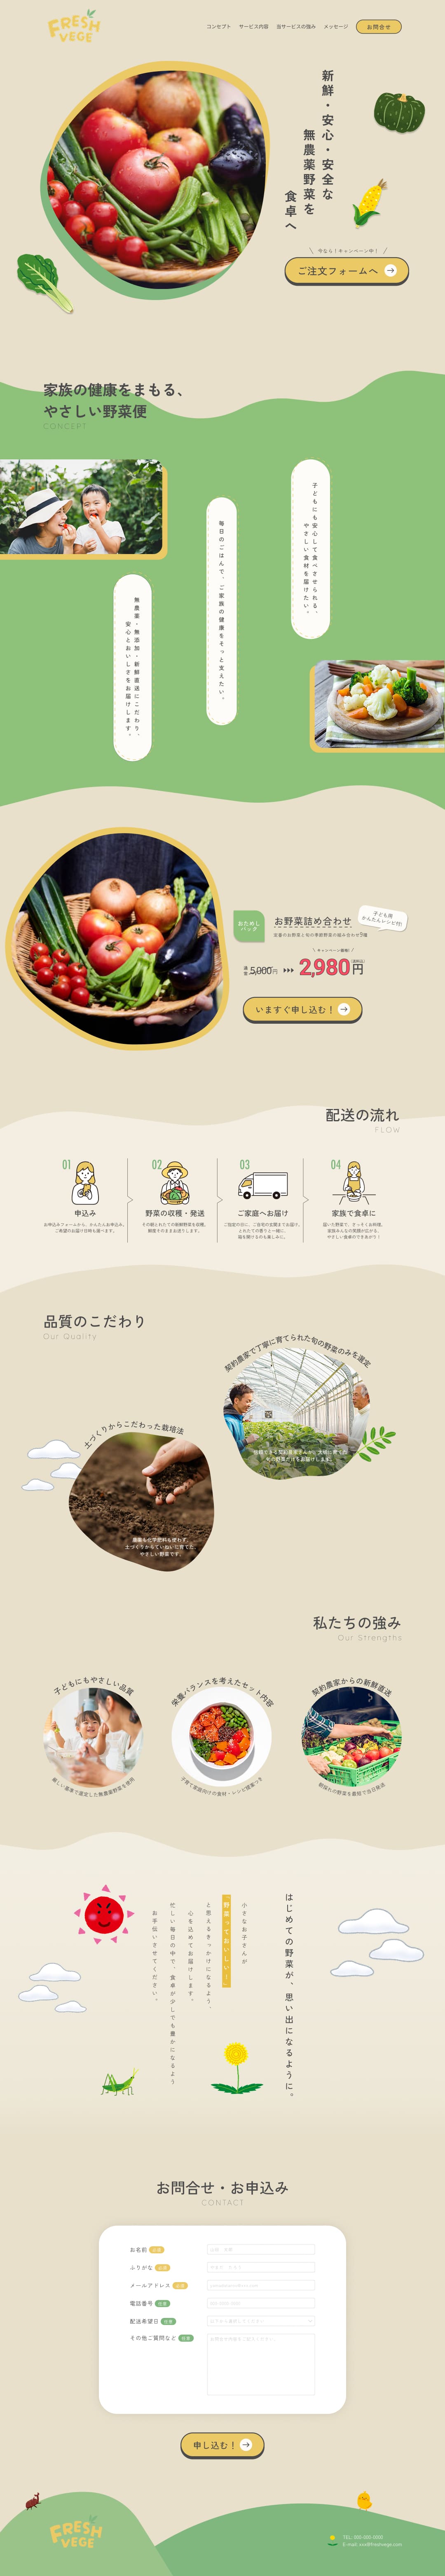 FRESH
VEGE
コンセプト サービス内容 当サービスの強み メッセージ お問合せ
新鮮・安心・安全な
無農薬野菜を
食卓へ
今なら！キャンペーン中！
ご注文フォームへ
家族の健康をまもる、
やさしい野菜便
CONCEPT
子どもにも安心して食べさせられる、
やさしい食材を届けたい。
毎日のごはんで、ご家族の健康をそっと支えたい。
無農薬・無添加・新鮮直送にこだわり、
安心とおいしさをお届けします。
おためし
パック
お野菜詰め合わせ
子ども用
かんたんレシピ付!
定番のお野菜と旬の季節野菜の組み合わせ9種
キャンペーン価格!
通常 5,000円
2,980円
いますぐ申し込む！
配送の流れ
FLOW
01
申込み
お申込みフォームから、かんたんお申込み。
ご希望のお届け日時も選べます。
02
野菜の収穫・発送
その朝とれたての新鮮野菜を収穫。
鮮度そのままお送りします。
03
ご家庭へお届け
ご指定の日に、ご自宅の玄関までお届け。
とれたての香りと一緒に、
箱を開けるのも楽しみに。
04
家族で食卓に
届いた野菜で、さっそくお料理。
家族みんなの笑顔が広がる、
やさしい食卓のできあがり！
品質のこだわり
Our Quality
契約農家で丁寧に育てられた旬の野菜のみを選定
信頼できる契約農家さんが、大切に育てた
旬の野菜だけをお届けします。
土づくりからこだわった栽培法
農薬も化学肥料も使わず、
土づくりからていねいに育てた
やさしい野菜です。
私たちの強み
Our Strengths
子どもにもやさしい品質
厳しい基準で選定した無農薬野菜を使用
栄養バランスを考えたセット内容
子育て家庭向けの食材・レシピ提案つき
契約農家からの新鮮直送
朝採れの野菜を最短で当日発送
はじめての野菜が、思い出になるように。
小さなお子さんが
「野菜っておいしい！」
と思えるきっかけになるよう、
心を込めてお届けします。
忙しい毎日の中で、食卓が少しでも豊かになるよう
お手伝いさせてください。
お問合せ・お申込み
CONTACT
お名前 必須
ふりがな 必須
メールアドレス 必須
電話番号 任意
配送希望日 任意
その他ご質問など 任意
申し込む！
FRESH
VEGE
TEL: 000-000-0000
E-mail: xxx@freshvege.com